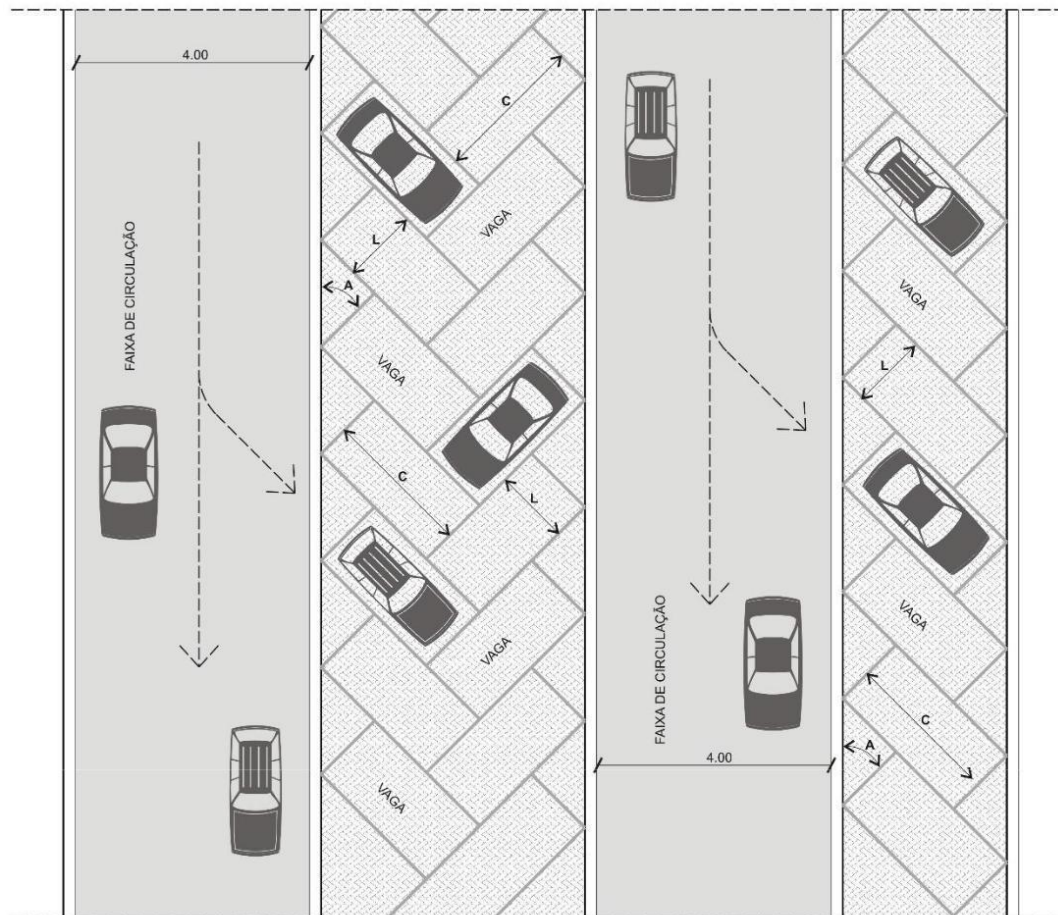 4.00
C
VAGA
L
FAIXA DE CIRCULAÇÃO
A
VAGA
VAGA
L
C
L
FAIXA DE CIRCULAÇÃO
VAGA
VAGA
C
A
4.00
VAGA